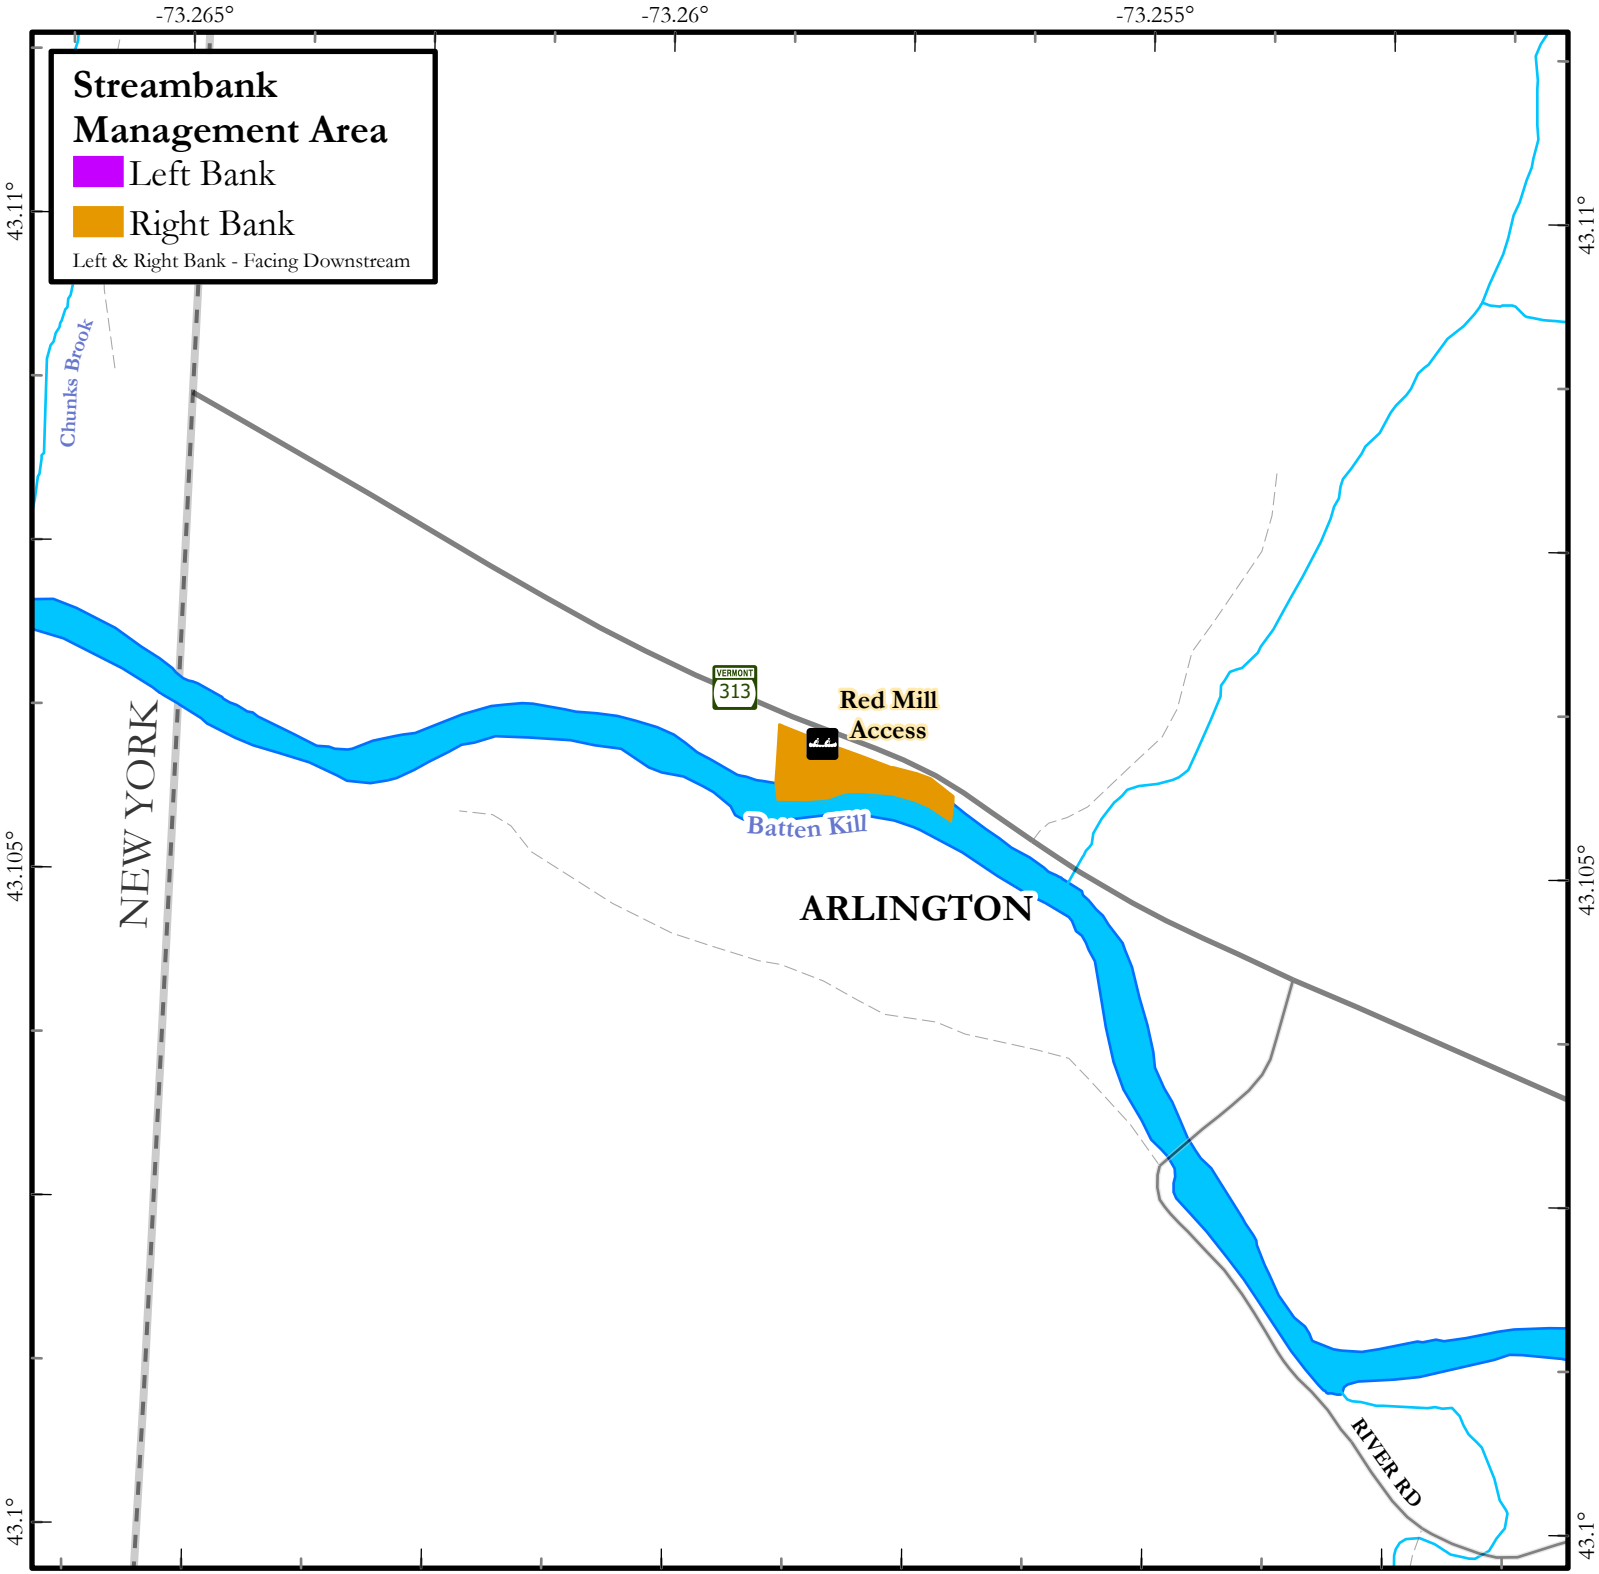 -73.265°
-73.26°
-73.255°
Streambank
Management Area
Left Bank
Right Bank
Left & Right Bank - Facing Downstream
43.11°
43.11°
Chunks Brook
VERMONT
313
Red Mill
Access
NEW YORK
Batten Kill
43.105°
43.105°
ARLINGTON
RIVER RD
43.1°
43.1°